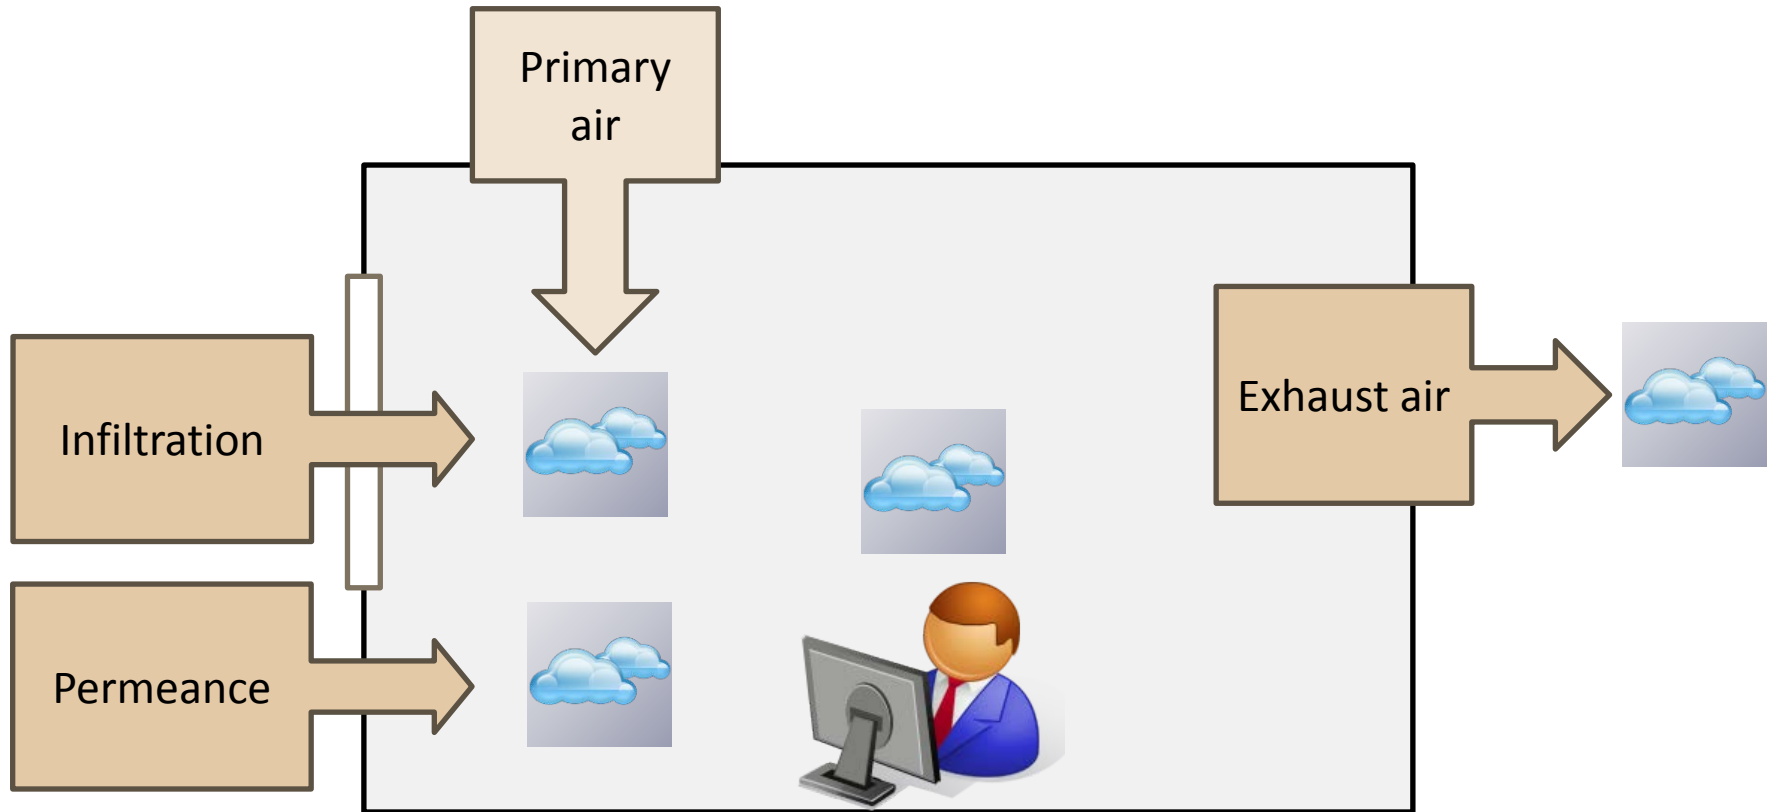 Primary
air
Infiltration
Exhaust air
Permeance